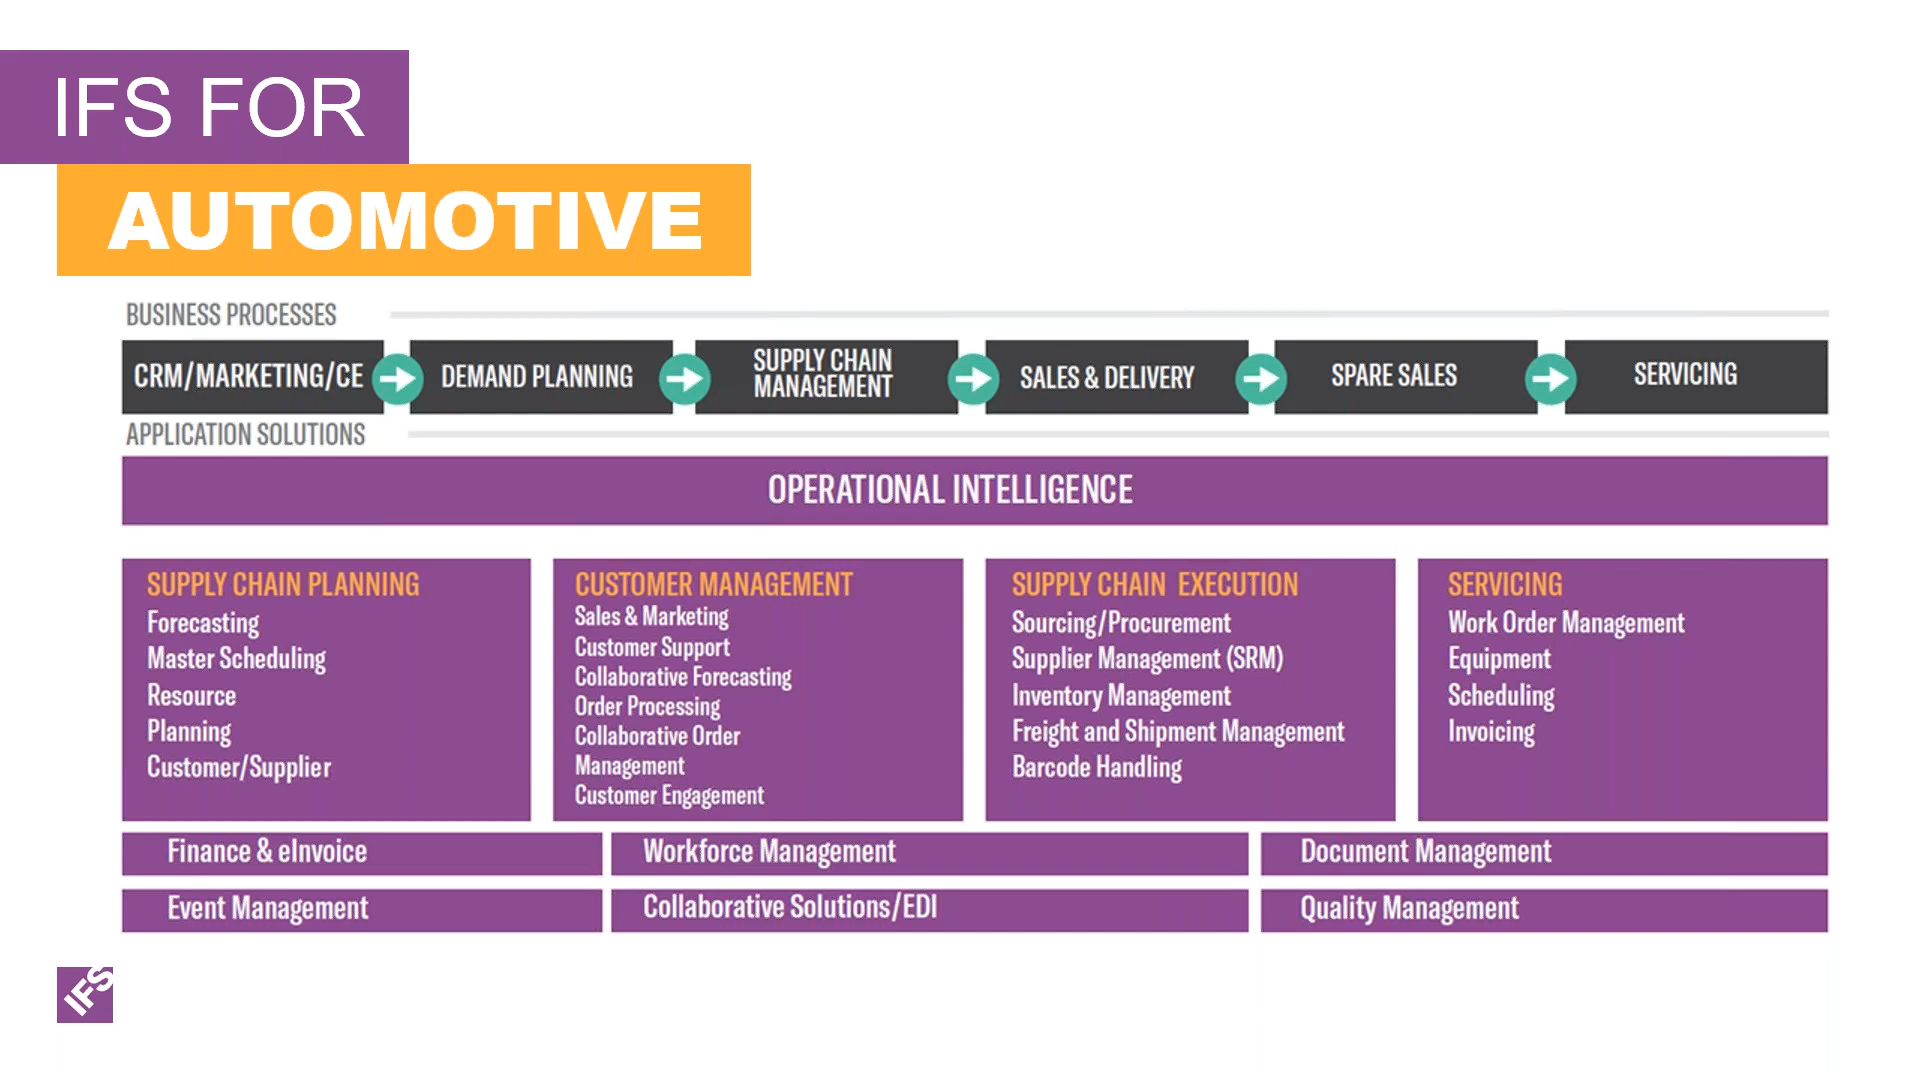 IFS FOR
AUTOMOTIVE
BUSINESS PROCESSES
CRM/MARKETING/CE
DEMAND PLANNING
SUPPLY CHAIN
MANAGEMENT
SALES & DELIVERY
SPARE SALES
SERVICING
APPLICATION SOLUTIONS
OPERATIONAL INTELLIGENCE
SUPPLY CHAIN PLANNING
Forecasting
Master Scheduling
Resource
Planning
Customer/Supplier
CUSTOMER MANAGEMENT
Sales & Marketing
Customer Support
Collaborative Forecasting
Order Processing
Collaborative Order
Management
Customer Engagement
SUPPLY CHAIN EXECUTION
Sourcing/Procurement
Supplier Management (SRM)
Inventory Management
Freight and Shipment Management
Barcode Handling
SERVICING
Work Order Management
Equipment
Scheduling
Invoicing
Finance & eInvoice
Workforce Management
Document Management
Event Management
Collaborative Solutions/EDI
Quality Management
IFS